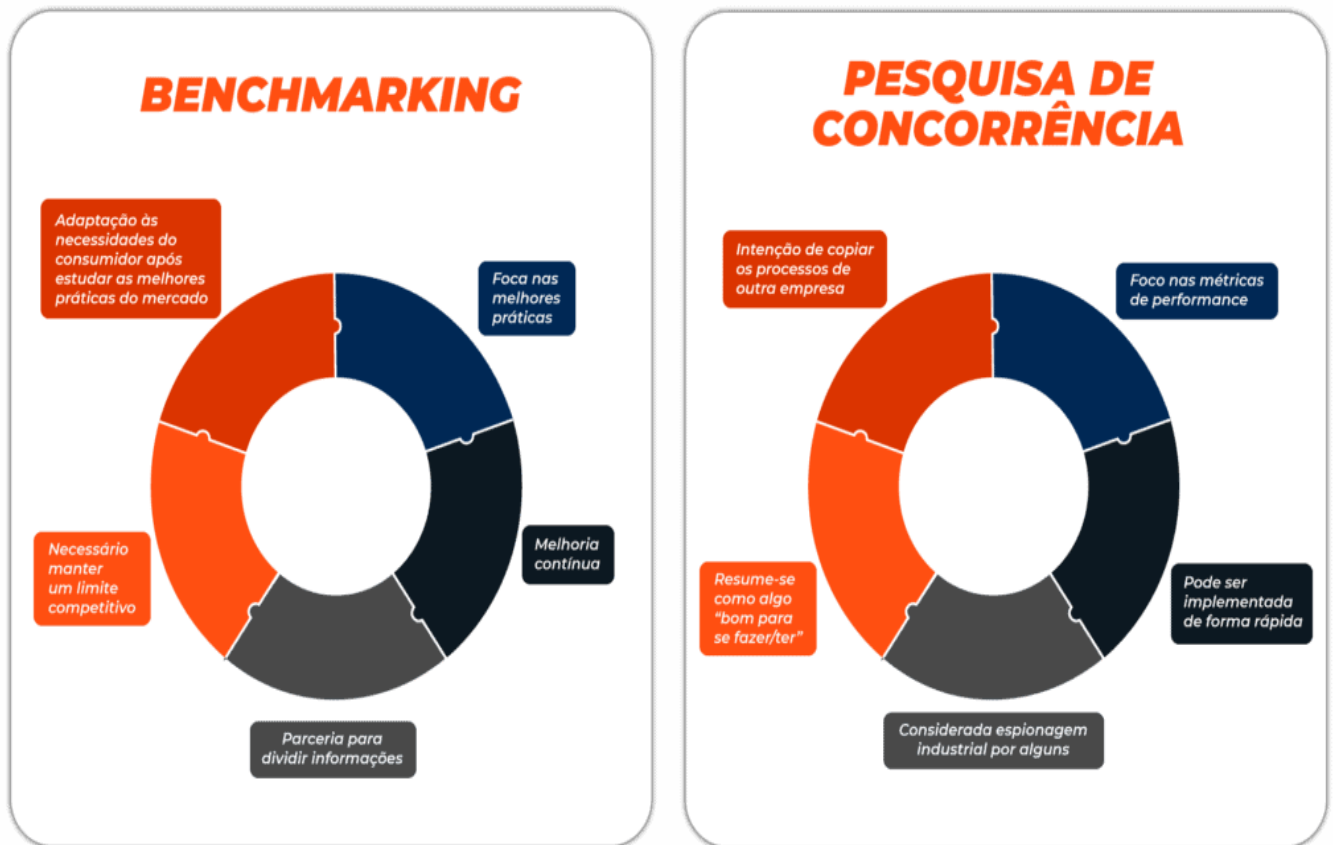 BENCHMARKING
Adaptação às
necessidades do
consumidor após
estudar as melhores
práticas do mercado
Foca nas
melhores
práticas
Necessário
manter
um limite
competitivo
Melhoria
contínua
Parceria para
dividir informações
PESQUISA DE
CONCORRÊNCIA
Intenção de copiar
os processos de
outra empresa
Foco nas métricas
de performance
Resume-se
como algo
“bom para
se fazer/ter”
Pode ser
implementada
de forma rápida
Considerada espionagem
industrial por alguns